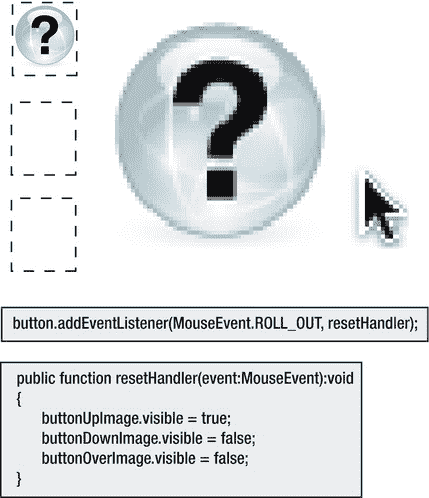 ?
?
button.addEventListener(MouseEvent.ROLL_OUT, resetHandler);
public function resetHandler(event:MouseEvent):void
{
buttonUpImage.visible = true;
buttonDownImage.visible = false;
buttonOverImage.visible = false;
}